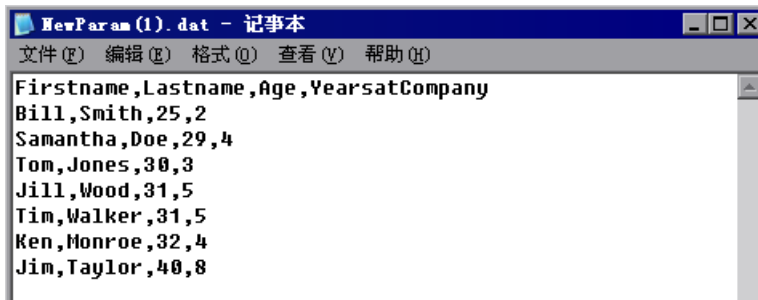 NewParam(1).dat - 记事本
文件(F) 编辑(E) 格式(O) 查看(V) 帮助(H)
Firstname,Lastname,Age,YearsatCompany
Bill,Smith,25,2
Samantha,Doe,29,4
Tom,Jones,30,3
Jill,Wood,31,5
Tim,Walker,31,5
Ken,Monroe,32,4
Jim,Taylor,40,8